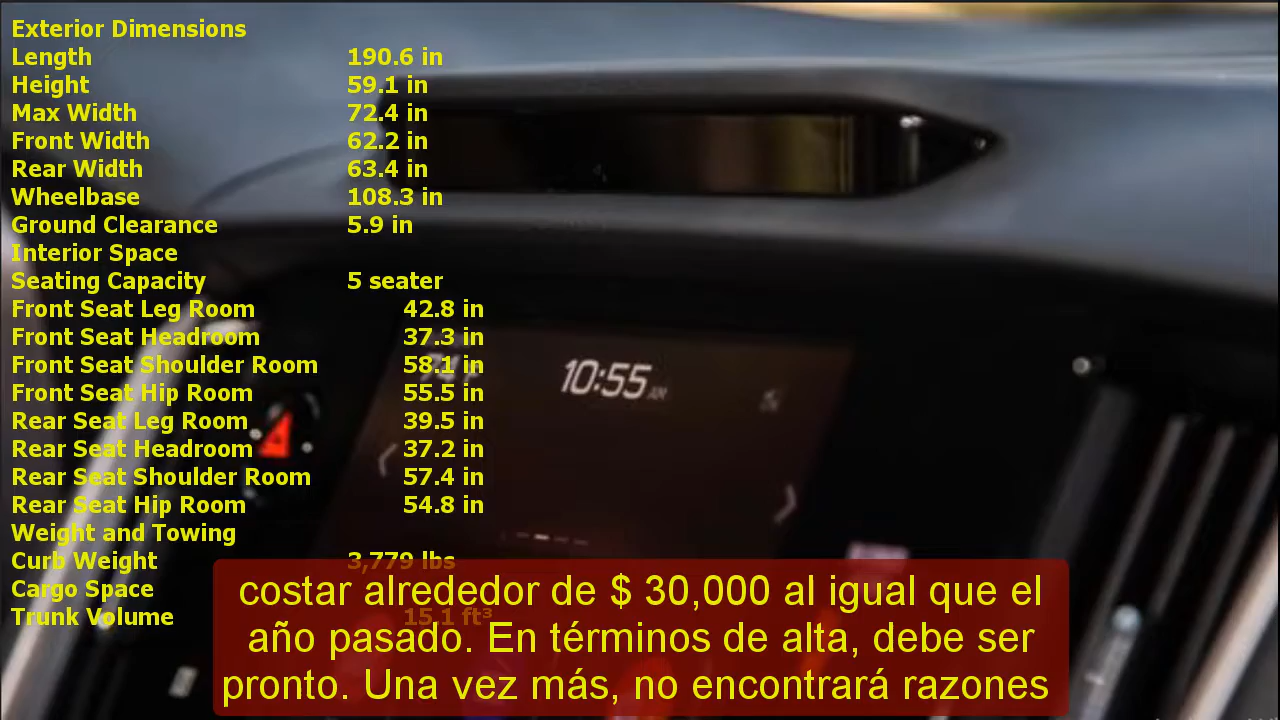 Exterior Dimensions
Length 190.6 in
Height 59.1 in
Max Width 72.4 in
Front Width 62.2 in
Rear Width 63.4 in
Wheelbase 108.3 in
Ground Clearance 5.9 in
Interior Space
Seating Capacity 5 seater
Front Seat Leg Room 42.8 in
Front Seat Headroom 37.3 in
Front Seat Shoulder Room 58.1 in
Front Seat Hip Room 55.5 in
Rear Seat Leg Room 39.5 in
Rear Seat Headroom 37.2 in
Rear Seat Shoulder Room 57.4 in
Rear Seat Hip Room 54.8 in
Weight and Towing
Curb Weight 3,779 lbs
Cargo Space
Trunk Volume 15.1 ft³
10:55 AM
costar alrededor de $ 30,000 al igual que el
año pasado. En términos de alta, debe ser
pronto. Una vez más, no encontrará razones